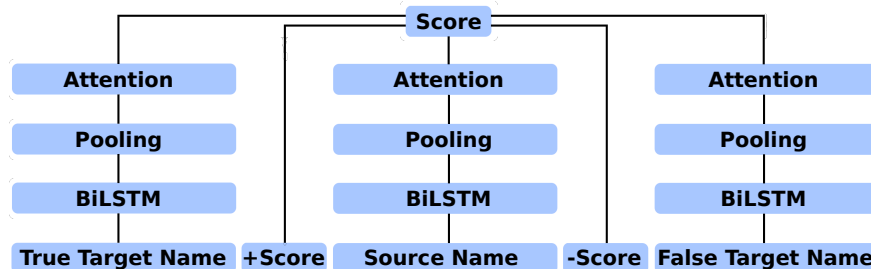 Score
Attention Attention Attention
Pooling Pooling Pooling
BiLSTM BiLSTM BiLSTM
True Target Name +Score Source Name -Score False Target Name